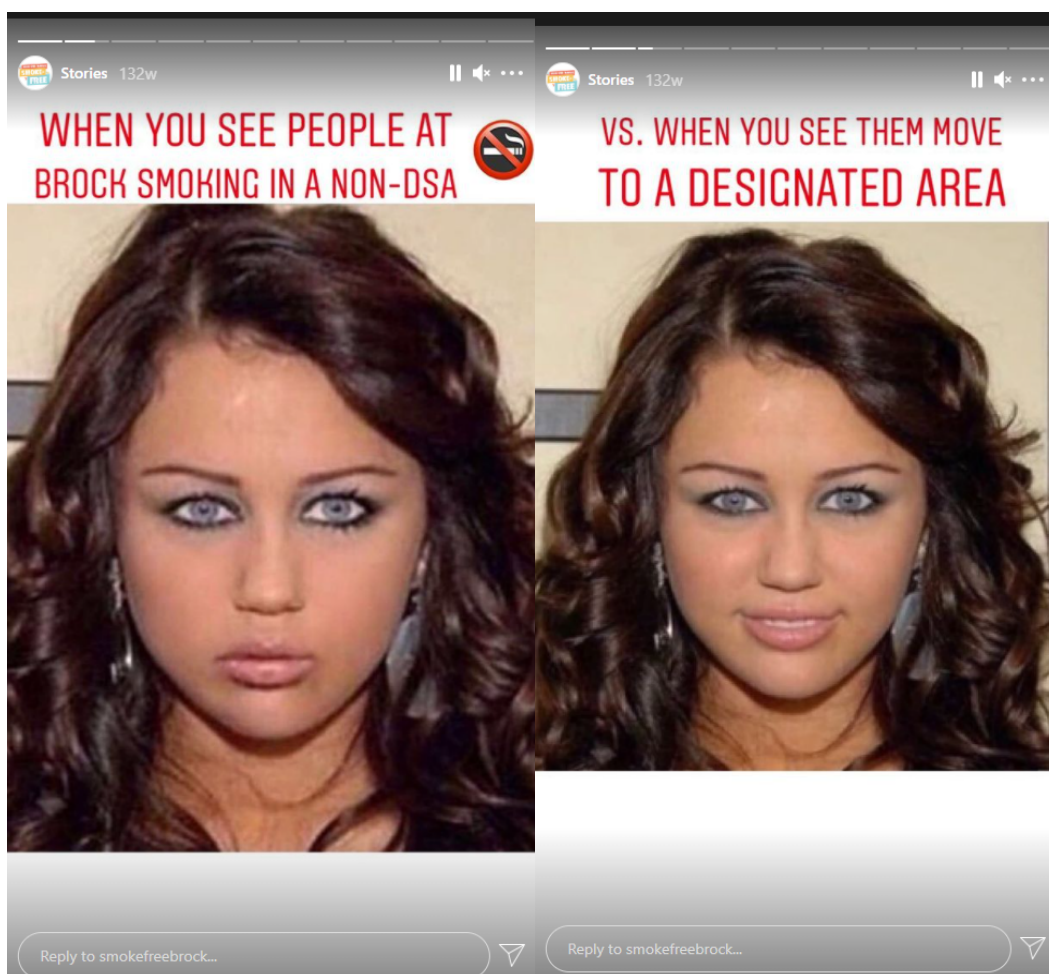 Stories 132w
WHEN YOU SEE PEOPLE AT
BROCK SMOKING IN A NON-DSA
Reply to smokefreebrock...
Stories 132w
VS. WHEN YOU SEE THEM MOVE
TO A DESIGNATED AREA
Reply to smokefreebrock...